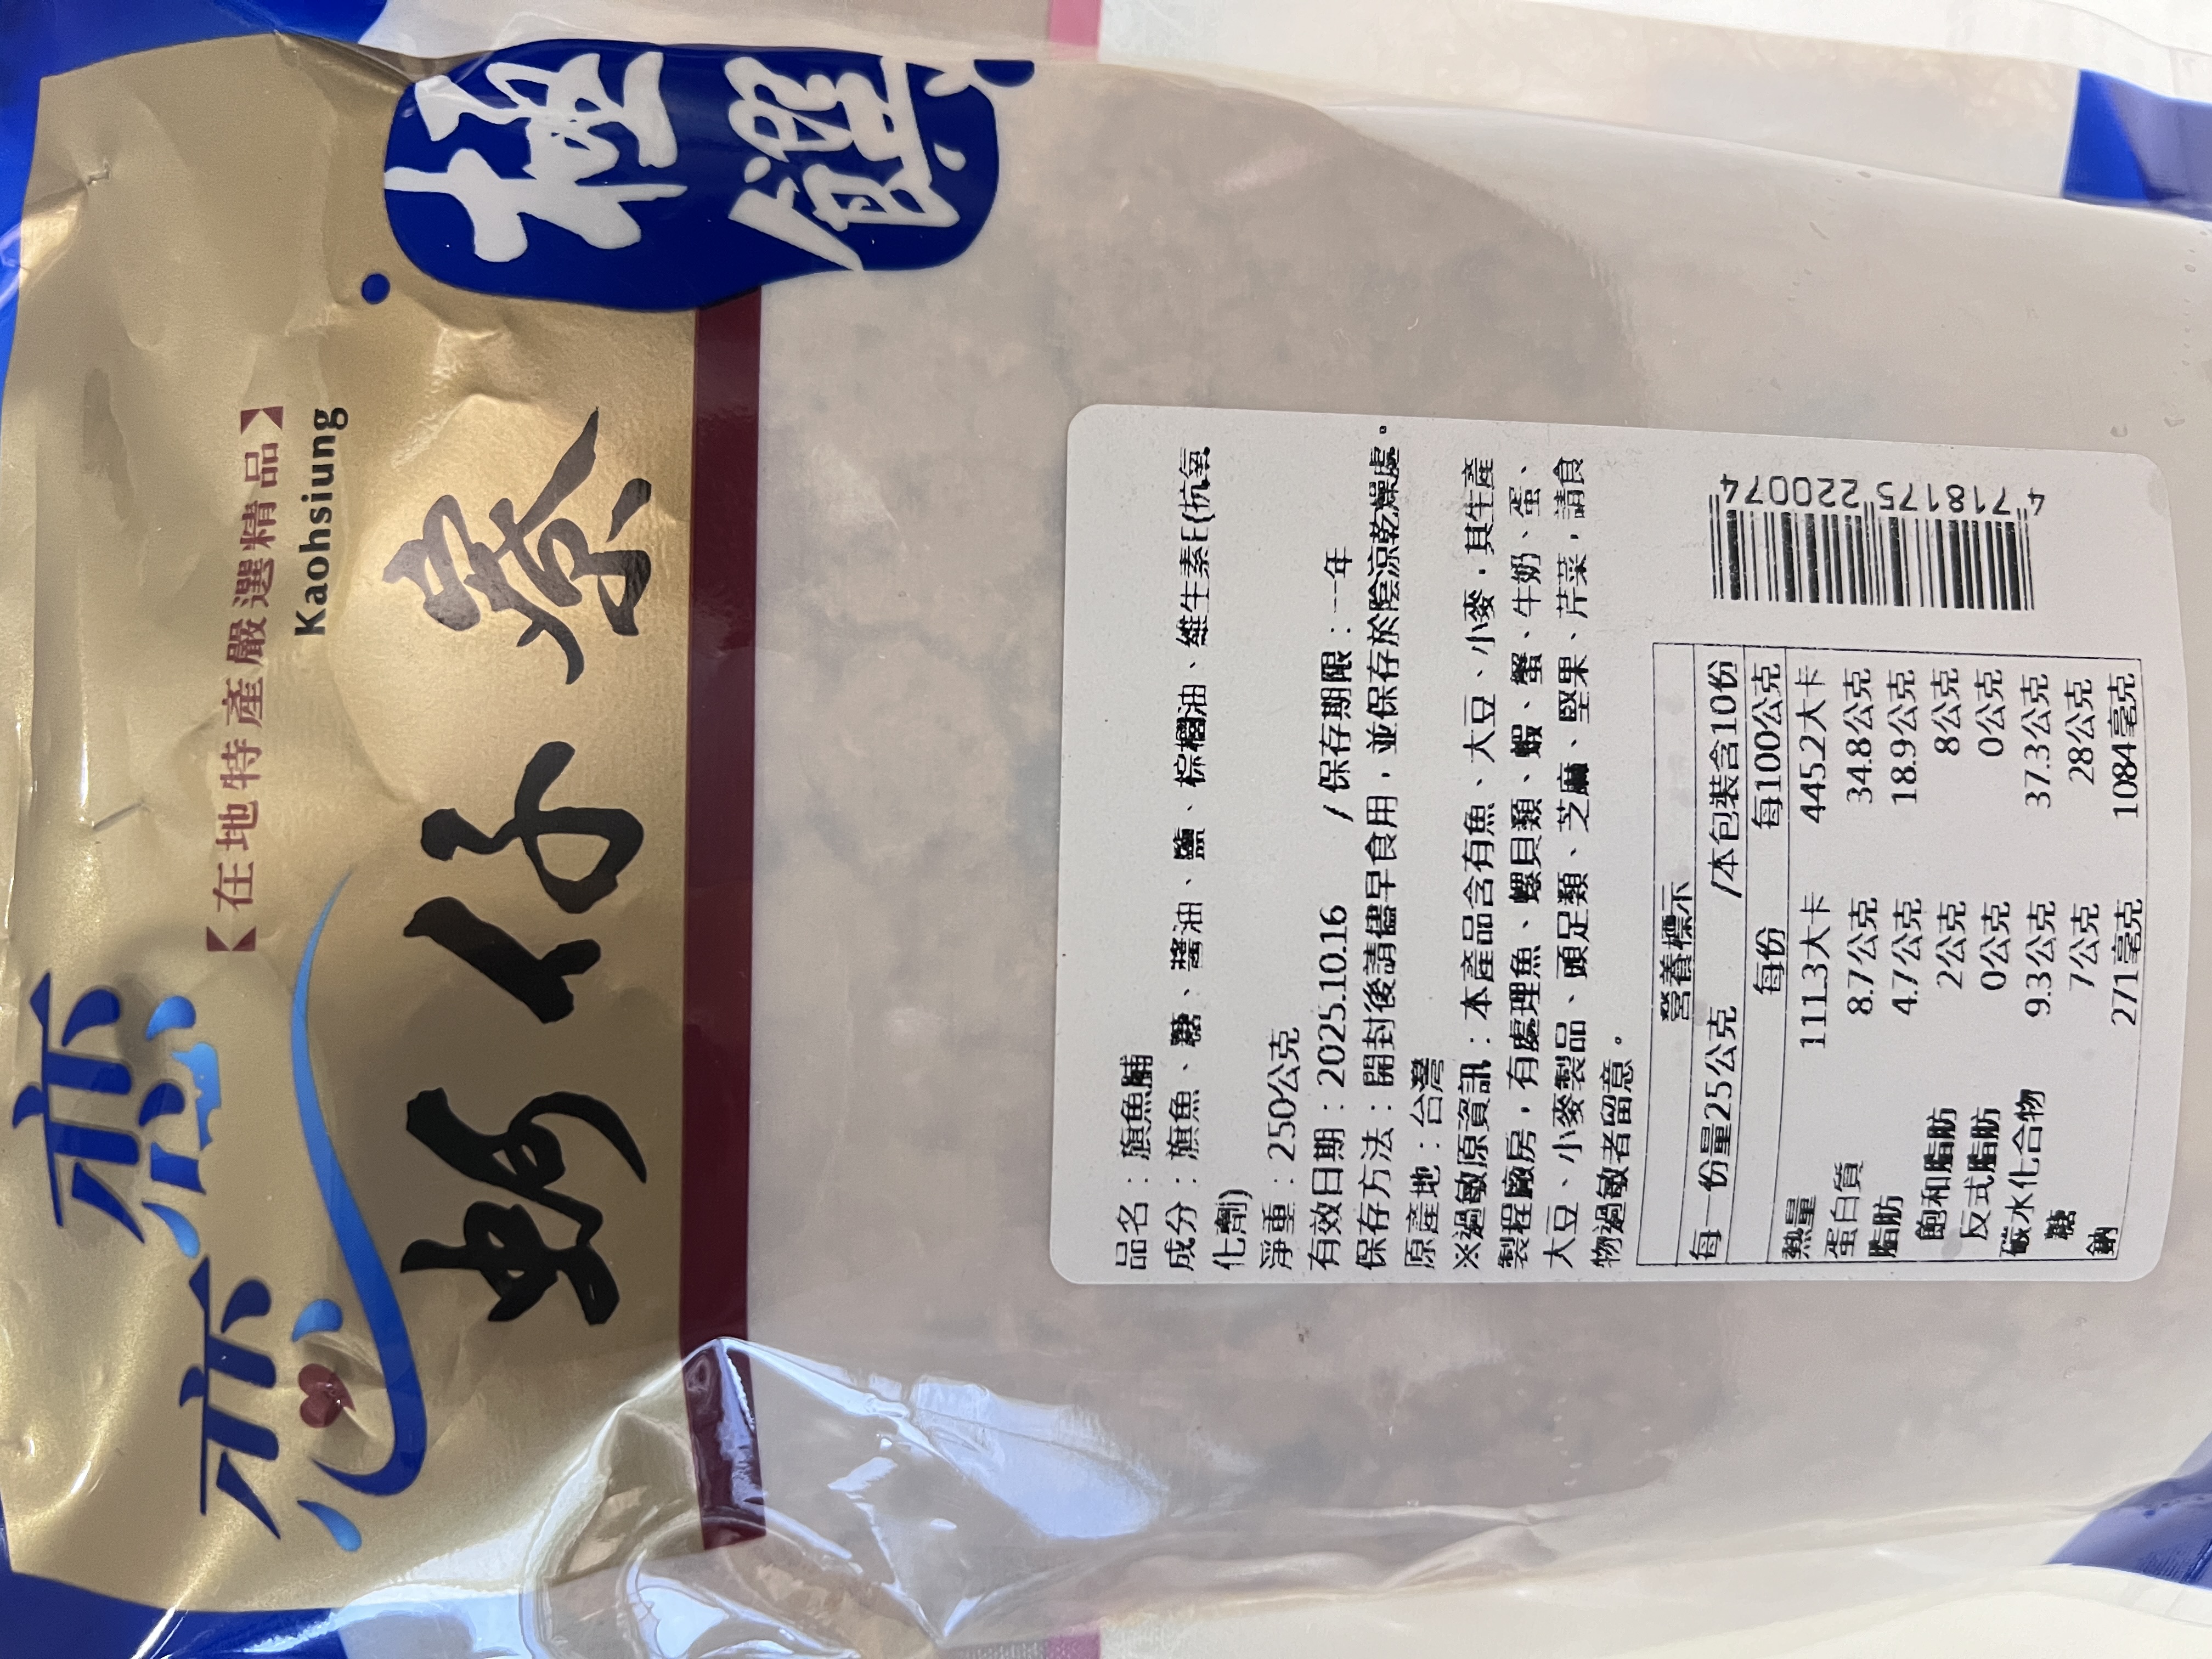 戀戀
【在地特產嚴選精品】
Kaohsiung
蚵仔寮
極饌
品名：旗魚脯
成分：旗魚、糖、醬油、鹽、棕櫚油、維生素E(抗氧
化劑)
淨重：250公克
有效日期：2025.10.16 /保存期限：一年
保存方法：開封後請儘早食用，並保存於陰涼乾燥處。
原產地：台灣
※過敏原資訊：本產品含有魚、大豆、小麥，其生產
製程廠房，有處理魚、螺貝類、蝦、蟹、牛奶、蛋、
大豆、小麥製品、頭足類、芝麻、堅果、芹菜，請食
物過敏者留意。
營養標示
每一份量25公克 /本包裝含10份
每份 每100公克
熱量 111.3大卡 445.2大卡
蛋白質 8.7公克 34.8公克
脂肪 4.7公克 18.9公克
飽和脂肪 2公克 8公克
反式脂肪 0公克 0公克
碳水化合物 9.3公克 37.3公克
糖 7公克 28公克
鈉 271毫克 1084毫克
4 718175 220074